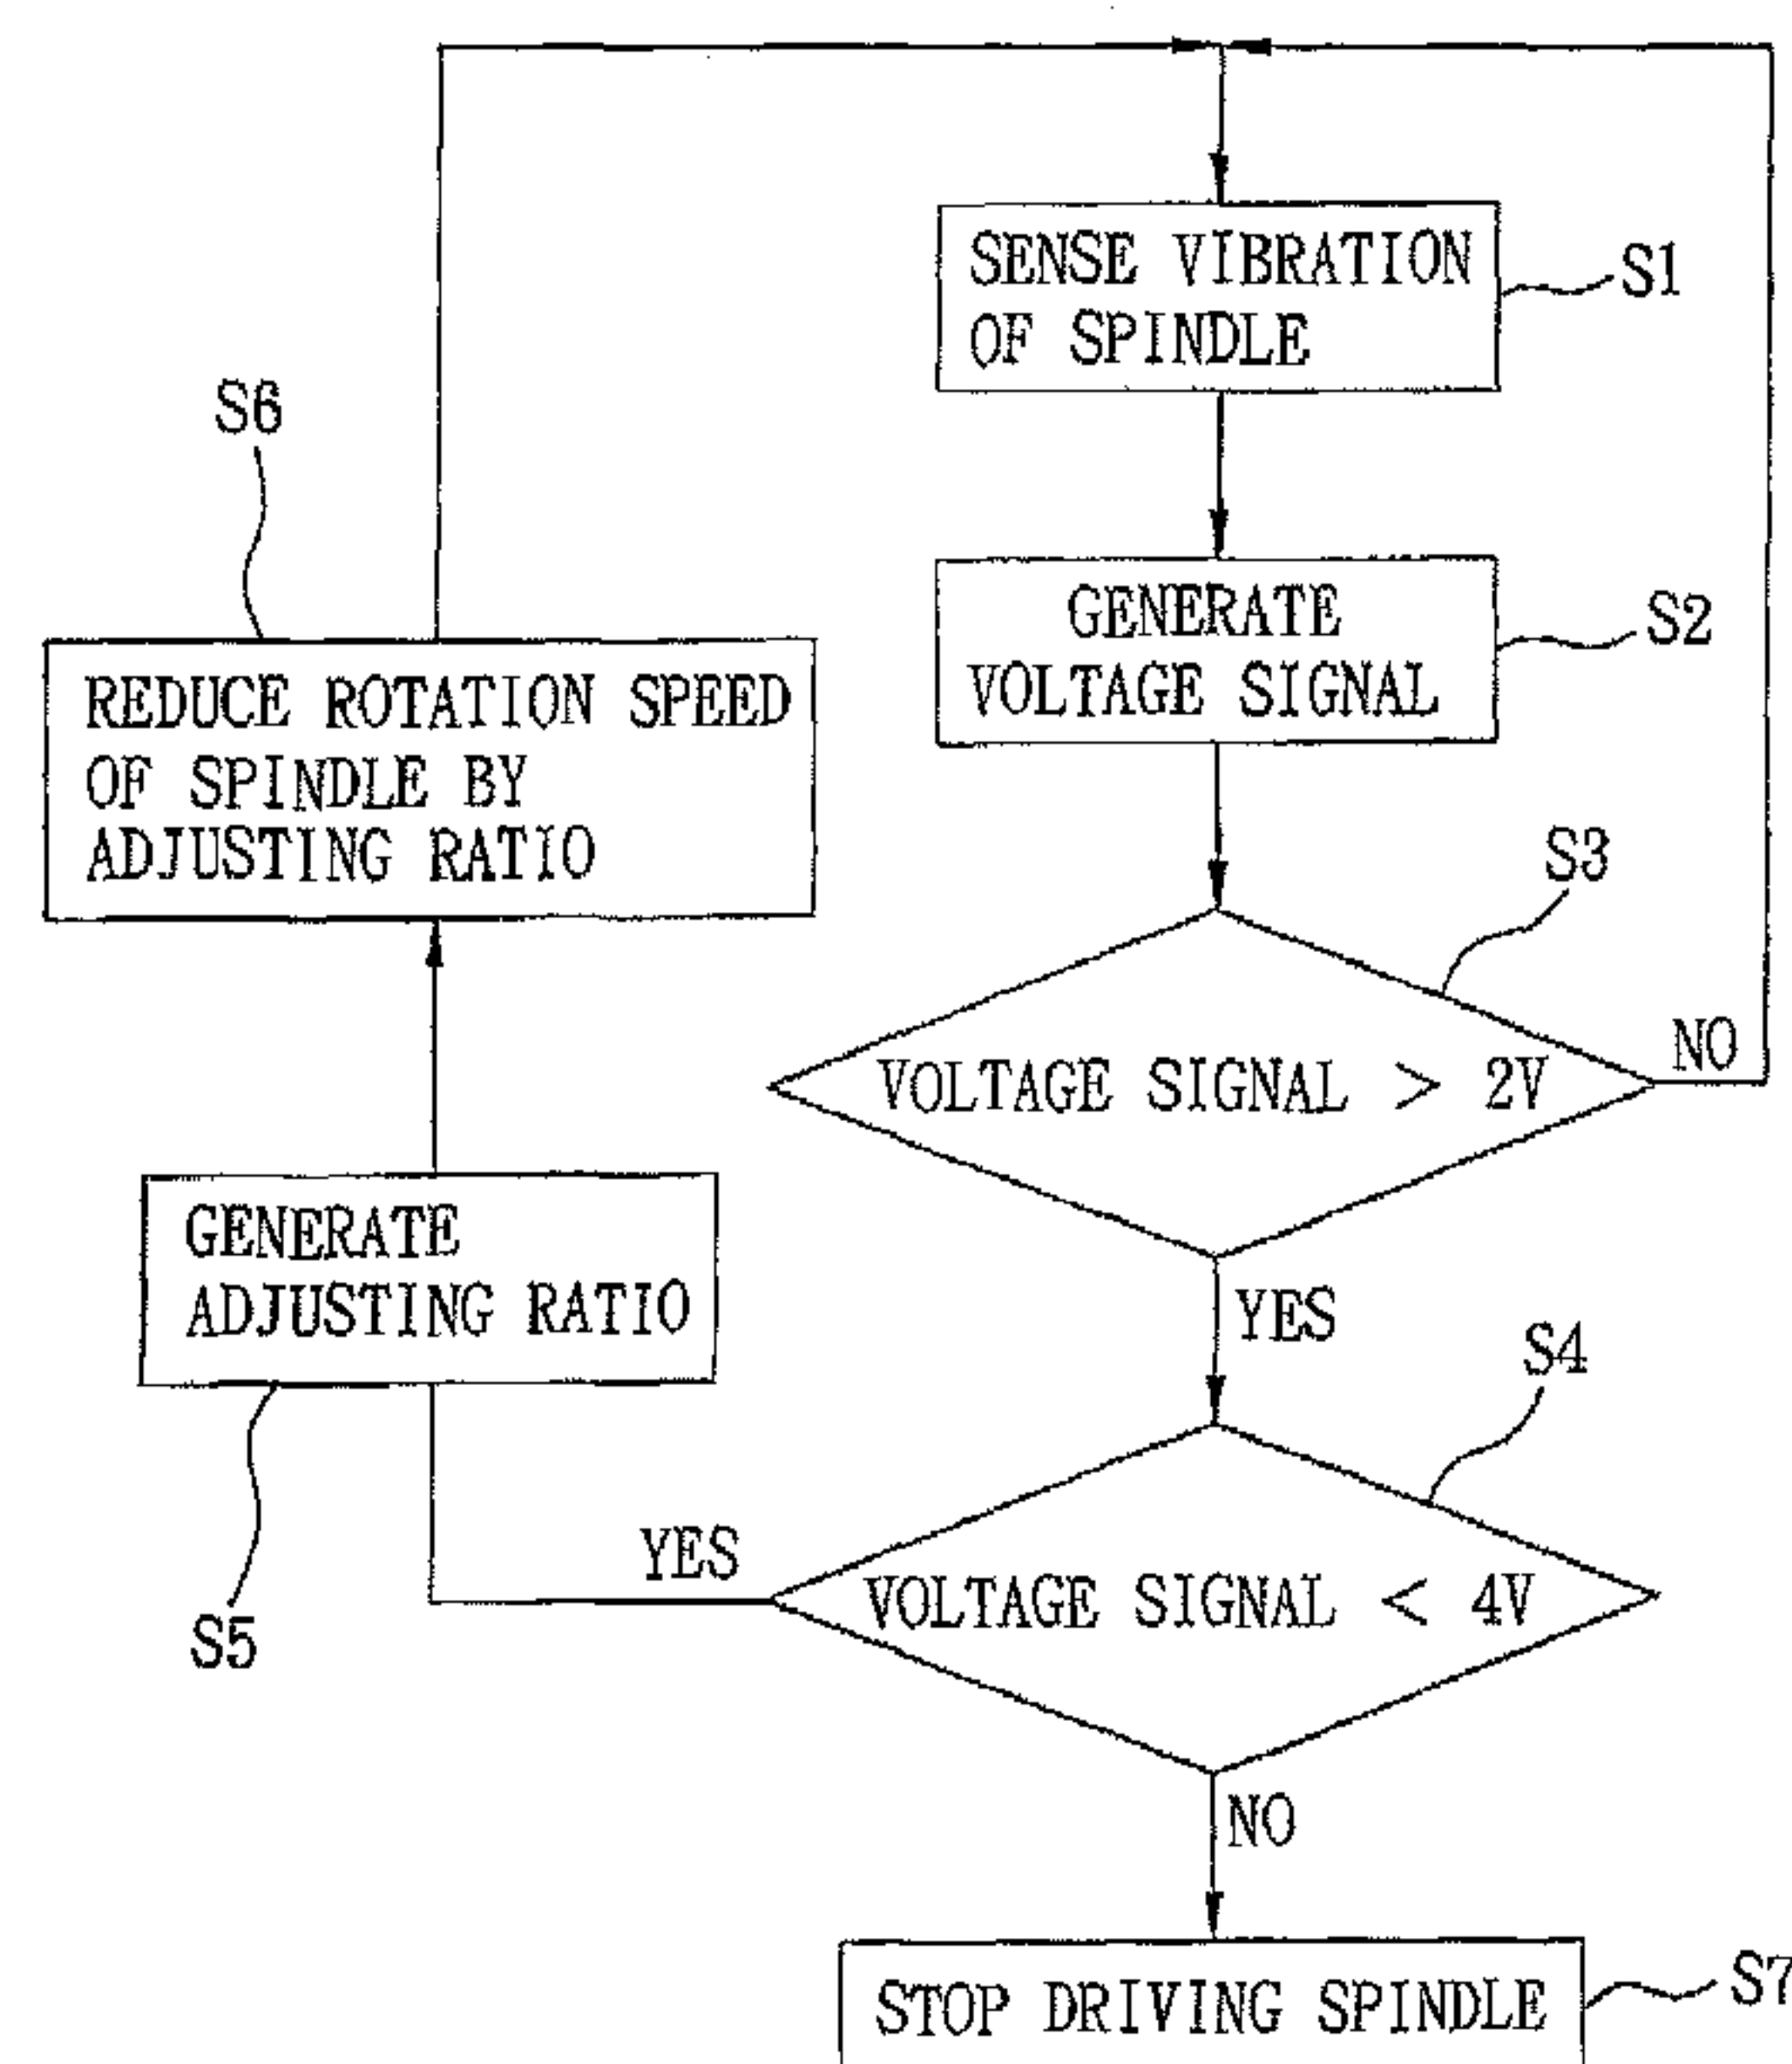 SENSE VIBRATION
OF SPINDLE
S1
S6
GENERATE
VOLTAGE SIGNAL
S2
REDUCE ROTATION SPEED
OF SPINDLE BY
ADJUSTING RATIO
S3
VOLTAGE SIGNAL > 2V
NO
GENERATE
ADJUSTING RATIO
YES
S4
YES
VOLTAGE SIGNAL < 4V
S5
NO
STOP DRIVING SPINDLE
S7